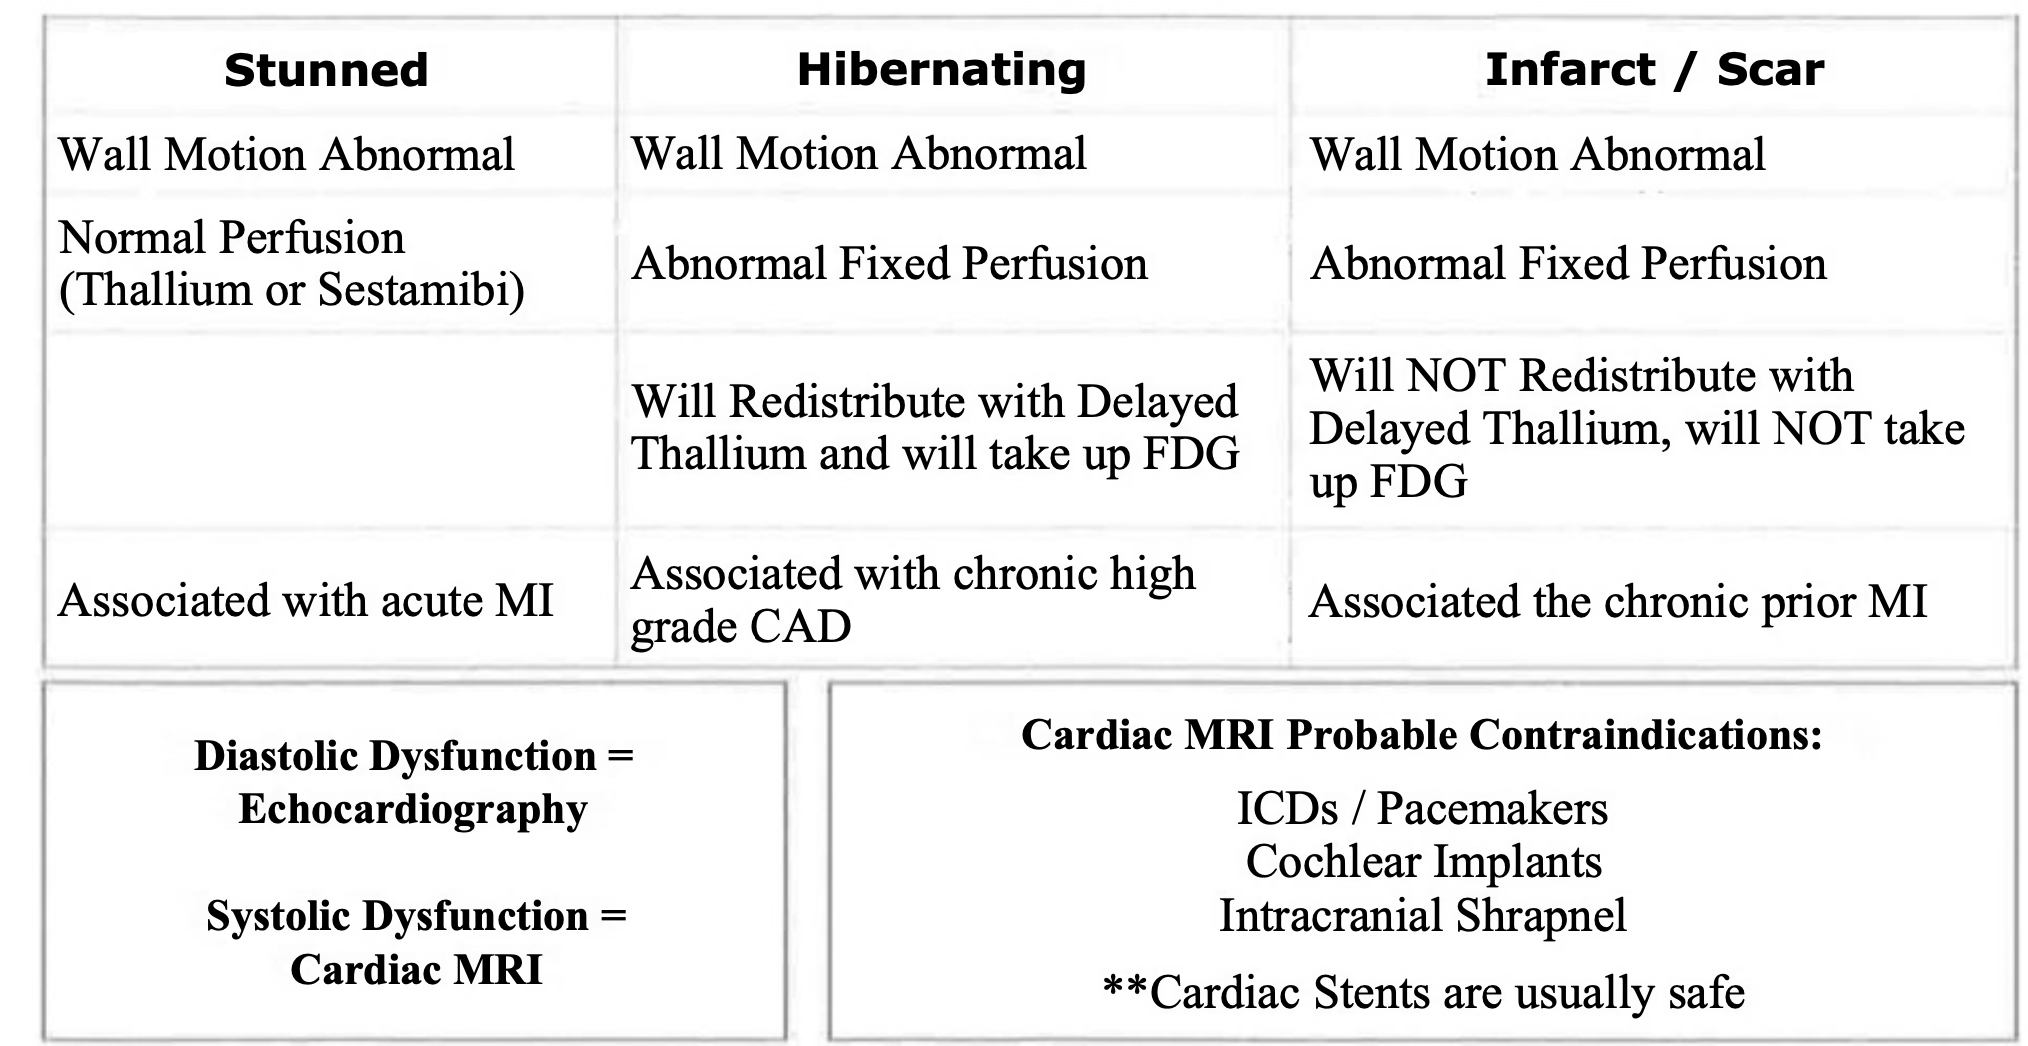 Stunned
Hibernating
Infarct / Scar
Wall Motion Abnormal
Wall Motion Abnormal
Wall Motion Abnormal
Normal Perfusion
(Thallium or Sestamibi)
Abnormal Fixed Perfusion
Abnormal Fixed Perfusion
Will Redistribute with Delayed
Thallium and will take up FDG
Will NOT Redistribute with
Delayed Thallium, will NOT take
up FDG
Associated with acute MI
Associated with chronic high
grade CAD
Associated the chronic prior MI
Diastolic Dysfunction =
Echocardiography
Systolic Dysfunction =
Cardiac MRI
Cardiac MRI Probable Contraindications:
ICDs / Pacemakers
Cochlear Implants
Intracranial Shrapnel
**Cardiac Stents are usually safe